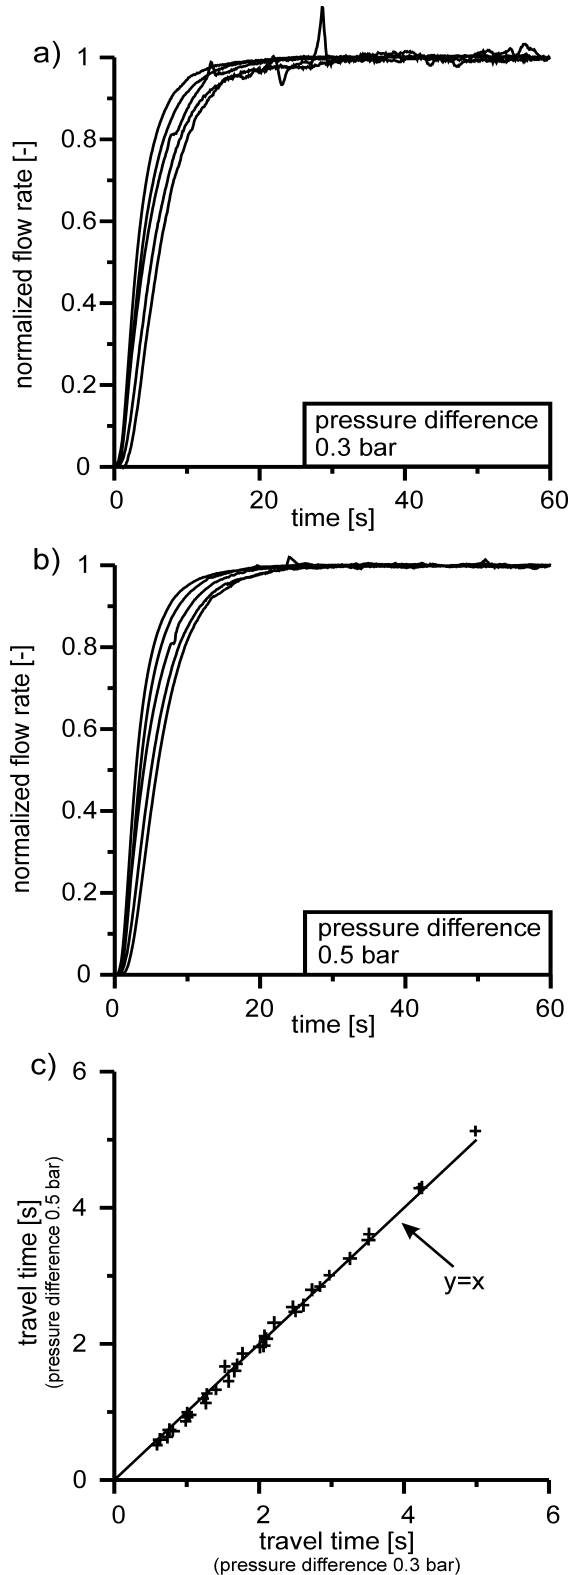 a)
1
0.8
0.6
0.4
0.2
0
normalized flow rate [-]
pressure difference
0.3 bar
0 20 40 60
time [s]
b)
1
0.8
0.6
0.4
0.2
0
normalized flow rate [-]
pressure difference
0.5 bar
0 20 40 60
time [s]
c)
6
4
2
0
travel time [s]
(pressure difference 0.5 bar)
y=x
0 2 4 6
travel time [s]
(pressure difference 0.3 bar)